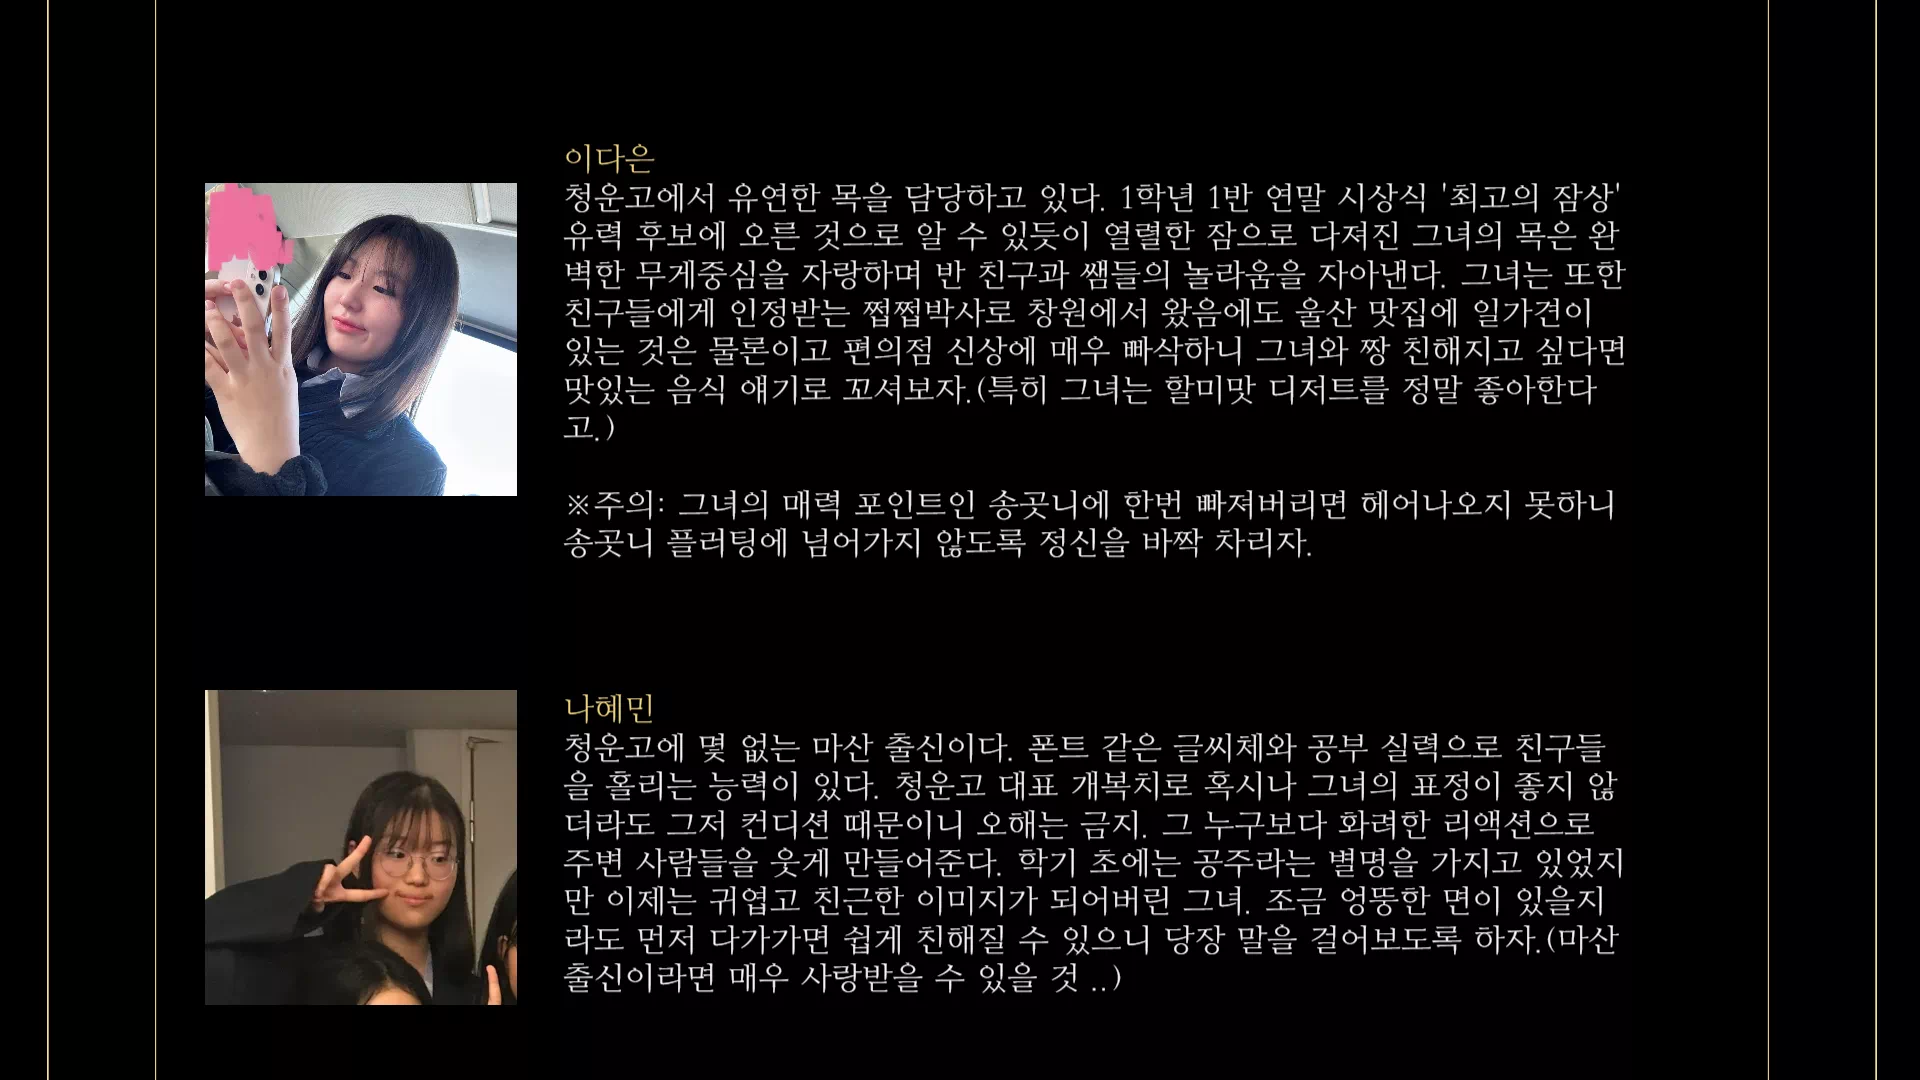 이다은
청운고에서 유연한 목을 담당하고 있다. 1학년 1반 연말 시상식 '최고의 잠상'
유력 후보에 오른 것으로 알 수 있듯이 열렬한 잠으로 다져진 그녀의 목은 완
벽한 무게중심을 자랑하며 반 친구과 쌤들의 놀라움을 자아낸다. 그녀는 또한
친구들에게 인정받는 쩝쩝박사로 창원에서 왔음에도 울산 맛집에 일가견이
있는 것은 물론이고 편의점 신상에 매우 빠삭하니 그녀와 짱 친해지고 싶다면
맛있는 음식 얘기로 꼬셔보자.(특히 그녀는 할미맛 디저트를 정말 좋아한다
고.)
※주의: 그녀의 매력 포인트인 송곳니에 한번 빠져버리면 헤어나오지 못하니
송곳니 플러팅에 넘어가지 않도록 정신을 바짝 차리자.
나혜민
청운고에 몇 없는 마산 출신이다. 폰트 같은 글씨체와 공부 실력으로 친구들
을 홀리는 능력이 있다. 청운고 대표 개복치로 혹시나 그녀의 표정이 좋지 않
더라도 그저 컨디션 때문이니 오해는 금지. 그 누구보다 화려한 리액션으로
주변 사람들을 웃게 만들어준다. 학기 초에는 공주라는 별명을 가지고 있었지
만 이제는 귀엽고 친근한 이미지가 되어버린 그녀. 조금 엉뚱한 면이 있을지
라도 먼저 다가가면 쉽게 친해질 수 있으니 당장 말을 걸어보도록 하자.(마산
출신이라면 매우 사랑받을 수 있을 것 ..)